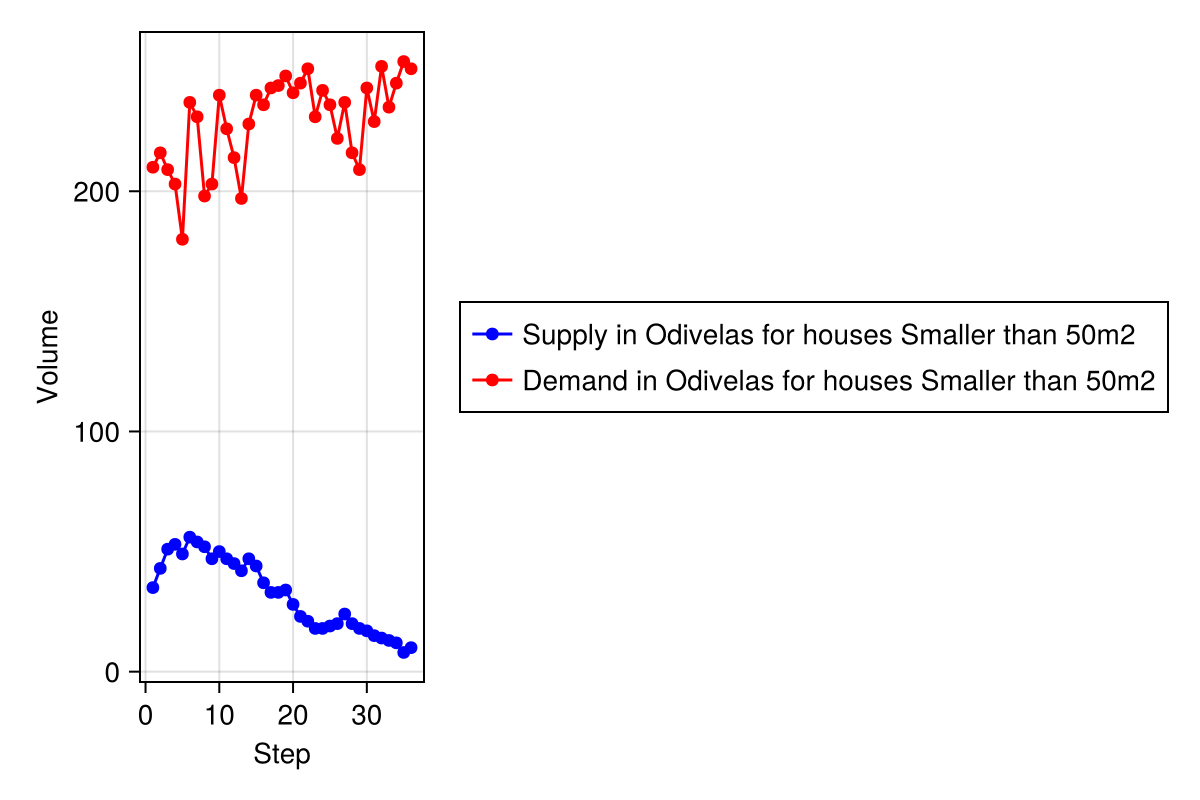 Volume
200
100
0
0 10 20 30
Step
Supply in Odivelas for houses Smaller than 50m2
Demand in Odivelas for houses Smaller than 50m2